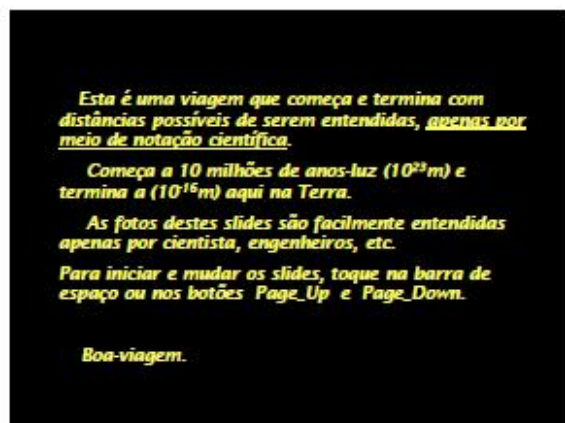 Esta é uma viagem que começa e termina com
distâncias possíveis de serem entendidas, apenas por
meio de notação científica.
Começa a 10 milhões de anos-luz (10²³m) e
termina a (10⁻¹⁶m) aqui na Terra.
As fotos destes slides são facilmente entendidas
apenas por cientista, engenheiros, etc.
Para iniciar e mudar os slides, toque na barra de
espaço ou nos botões Page_Up e Page_Down.
Boa-viagem.